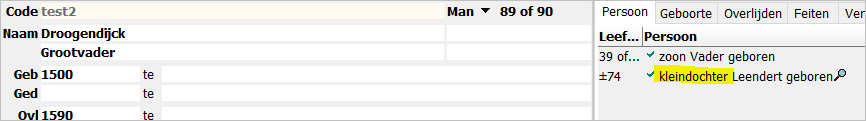 Code test2 Man 89 of 90
Naam Droogendijck
Grootvader
Geb 1500 te
Ged te
Ovl 1590 te
Persoon Geboorte Overlijden Feiten Ver
Leef... Persoon
39 of... zoon Vader geboren
±74 kleindochter Leendert geboren